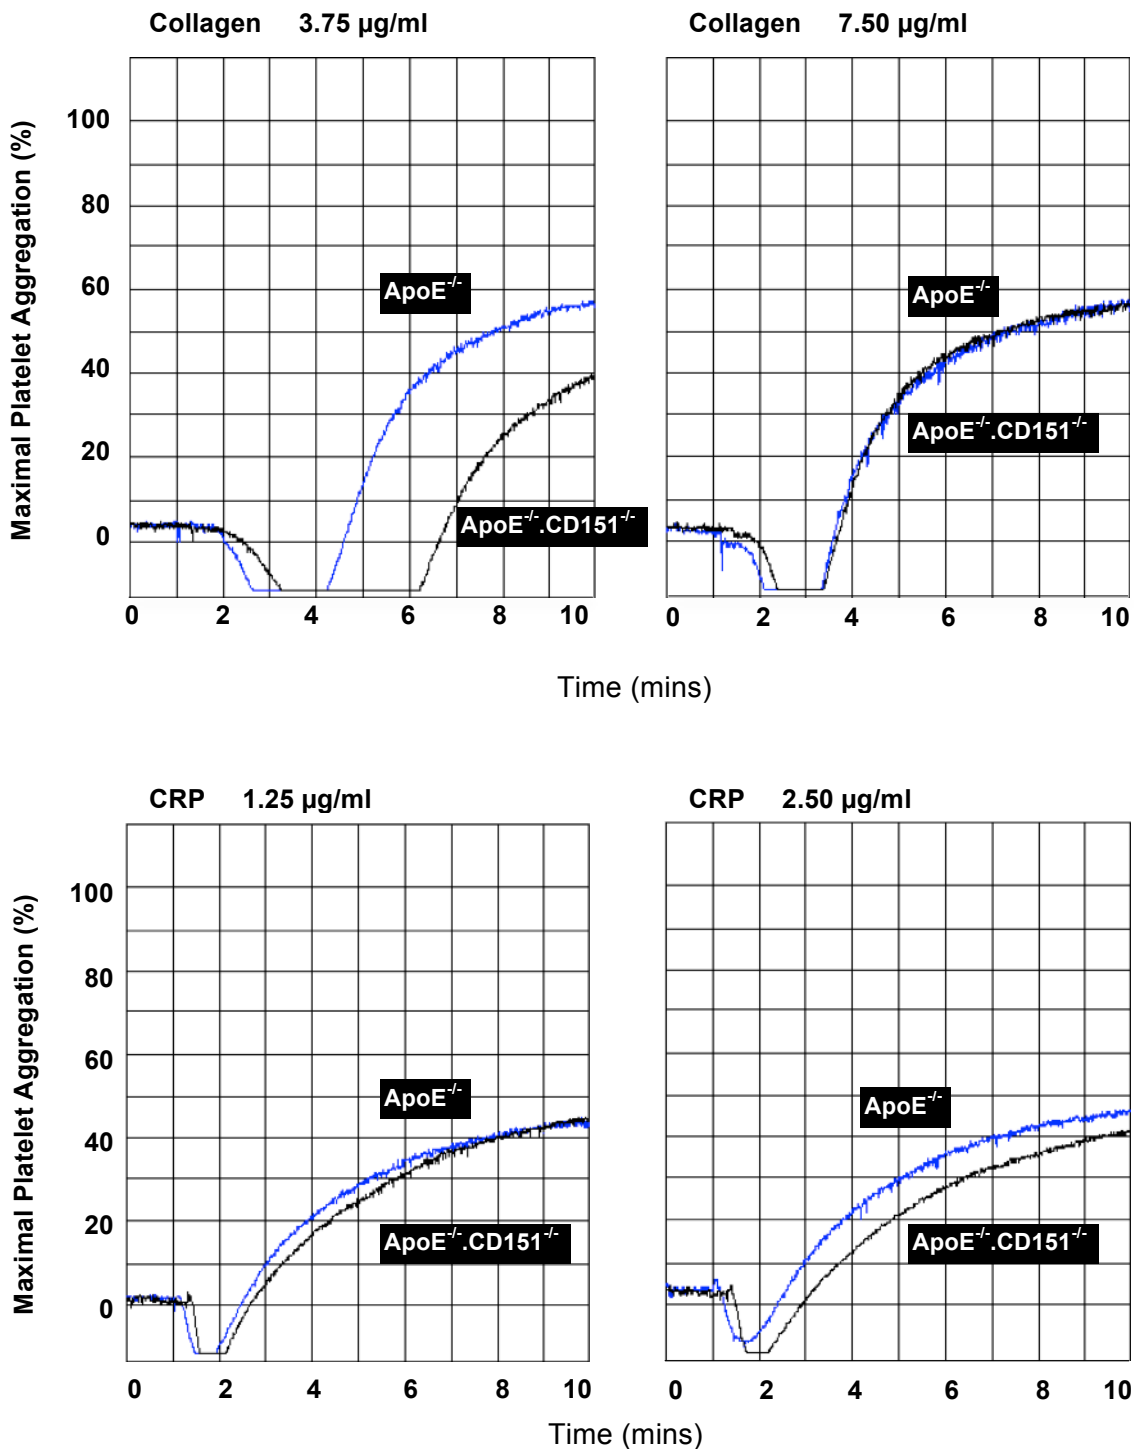 Collagen 3.75 µg/ml
Collagen 7.50 µg/ml
Maximal Platelet Aggregation (%)
100
80
60
40
20
0
ApoE-/-
ApoE-/-.CD151-/-
0 2 4 6 8 10
ApoE-/-
ApoE-/-.CD151-/-
0 2 4 6 8 10
Time (mins)
CRP 1.25 µg/ml
CRP 2.50 µg/ml
Maximal Platelet Aggregation (%)
100
80
60
40
20
0
ApoE-/-
ApoE-/-.CD151-/-
0 2 4 6 8 10
ApoE-/-
ApoE-/-.CD151-/-
0 2 4 6 8 10
Time (mins)